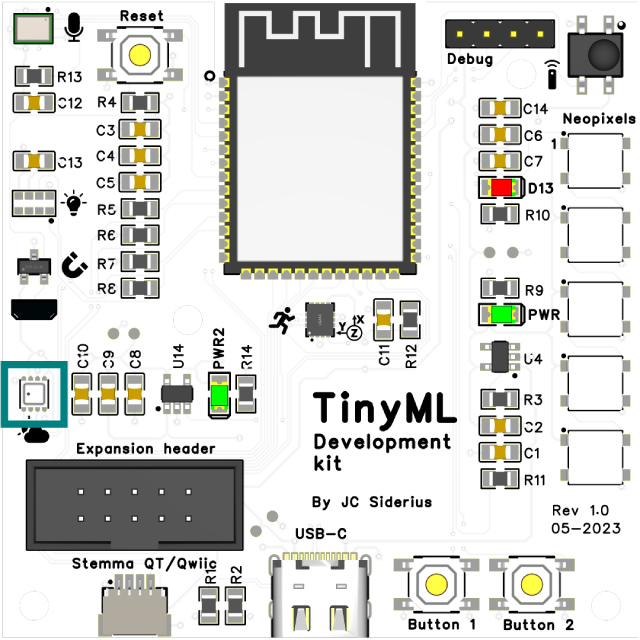 Reset
Debug
R13
C12
R4
C3
C4
C5
R5
R6
R7
R8
C13
C14
C6
C7
D13
R10
Neopixels
1
R9
PWR
U4
R3
C2
C1
R11
X
Y
Z
C11
R12
C10
C9
C8
U14
PWR2
R14
TinyML
Development
kit
By JC Siderius
Expansion header
Rev 1.0
05-2023
USB-C
Stemma QT/Qwiic
R1
R2
Button 1
Button 2